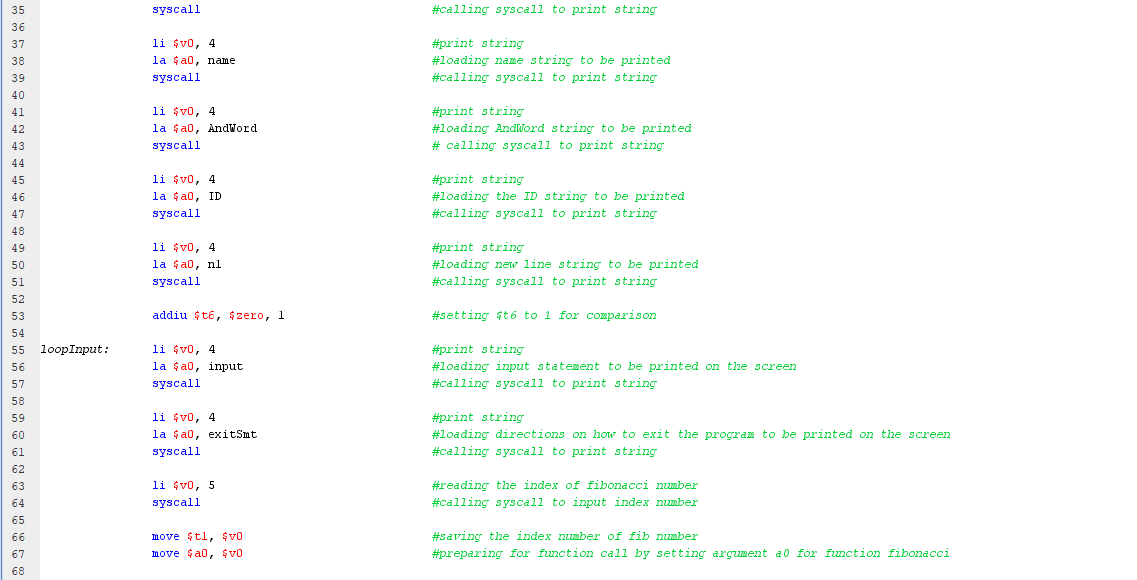 35 syscall #calling syscall to print string
36
37 li $v0, 4 #print string
38 la $a0, name #loading name string to be printed
39 syscall #calling syscall to print string
40
41 li $v0, 4 #print string
42 la $a0, AndWord #loading AndWord string to be printed
43 syscall # calling syscall to print string
44
45 li $v0, 4 #print string
46 la $a0, ID #loading the ID string to be printed
47 syscall #calling syscall to print string
48
49 li $v0, 4 #print string
50 la $a0, nl #loading new line string to be printed
51 syscall #calling syscall to print string
52
53 addiu $t6, $zero, 1 #setting $t6 to 1 for comparison
54
55 loopInput: li $v0, 4 #print string
56 la $a0, input #loading input statement to be printed on the screen
57 syscall #calling syscall to print string
58
59 li $v0, 4 #print string
60 la $a0, exitSmt #loading directions on how to exit the program to be printed on the screen
61 syscall #calling syscall to print string
62
63 li $v0, 5 #reading the index of fibonacci number
64 syscall #calling syscall to input index number
65
66 move $t1, $v0 #saving the index number of fib number
67 move $a0, $v0 #preparing for function call by setting argument a0 for function fibonacci
68